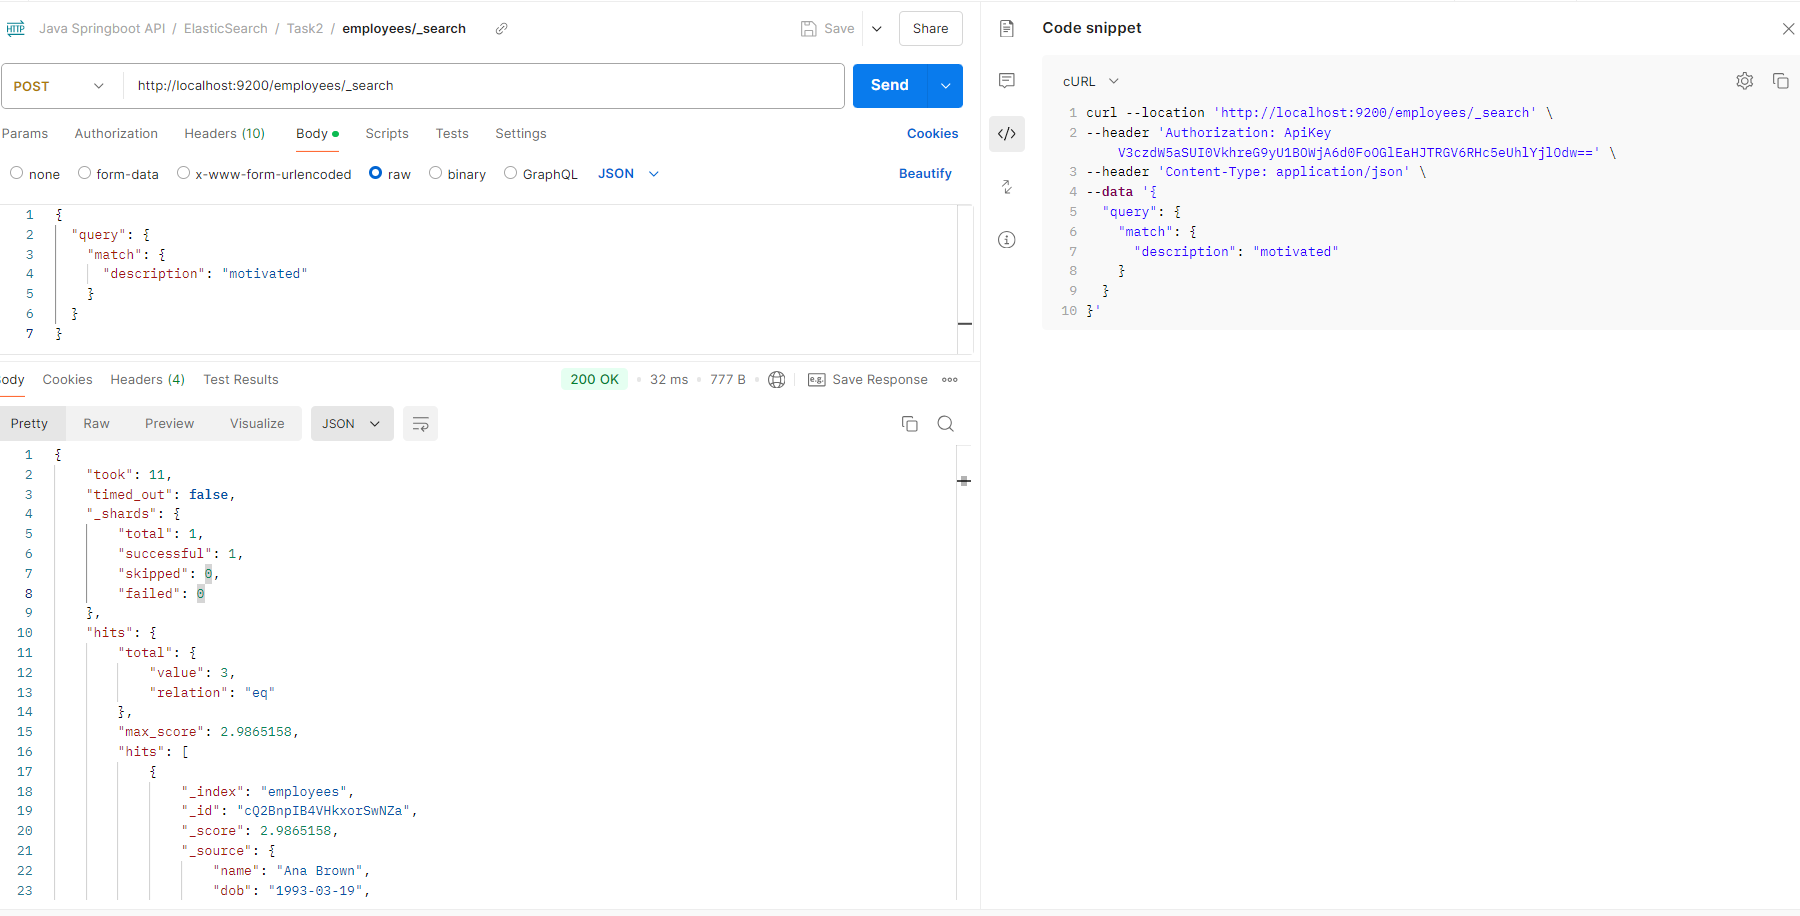 HTTP Java Springboot API / ElasticSearch / Task2 / employees/_search Save Share
POST http://localhost:9200/employees/_search Send
Params Authorization Headers (10) Body Scripts Tests Settings Cookies
none form-data x-www-form-urlencoded raw binary GraphQL JSON Beautify
1 {
2 "query": {
3 "match": {
4 "description": "motivated"
5 }
6 }
7 }
ody Cookies Headers (4) Test Results 200 OK 32 ms 777 B e.g. Save Response
Pretty Raw Preview Visualize JSON
1 {
2 "took": 11,
3 "timed_out": false,
4 "_shards": {
5 "total": 1,
6 "successful": 1,
7 "skipped": 0,
8 "failed": 0
9 },
10 "hits": {
11 "total": {
12 "value": 3,
13 "relation": "eq"
14 },
15 "max_score": 2.9865158,
16 "hits": [
17 {
18 "_index": "employees",
19 "_id": "cQ2BnpIB4VHkxorSwNZa",
20 "_score": 2.9865158,
21 "_source": {
22 "name": "Ana Brown",
23 "dob": "1993-03-19",
Code snippet
cURL
1 curl --location 'http://localhost:9200/employees/_search' \
2 --header 'Authorization: ApiKey
V3czdW5aSUI0VkhreG9yU1BOWjA6d0FoOGlEaHJTRGV6RHc5eUhlYjlOdw==' \
3 --header 'Content-Type: application/json' \
4 --data '{
5 "query": {
6 "match": {
7 "description": "motivated"
8 }
9 }
10 }'